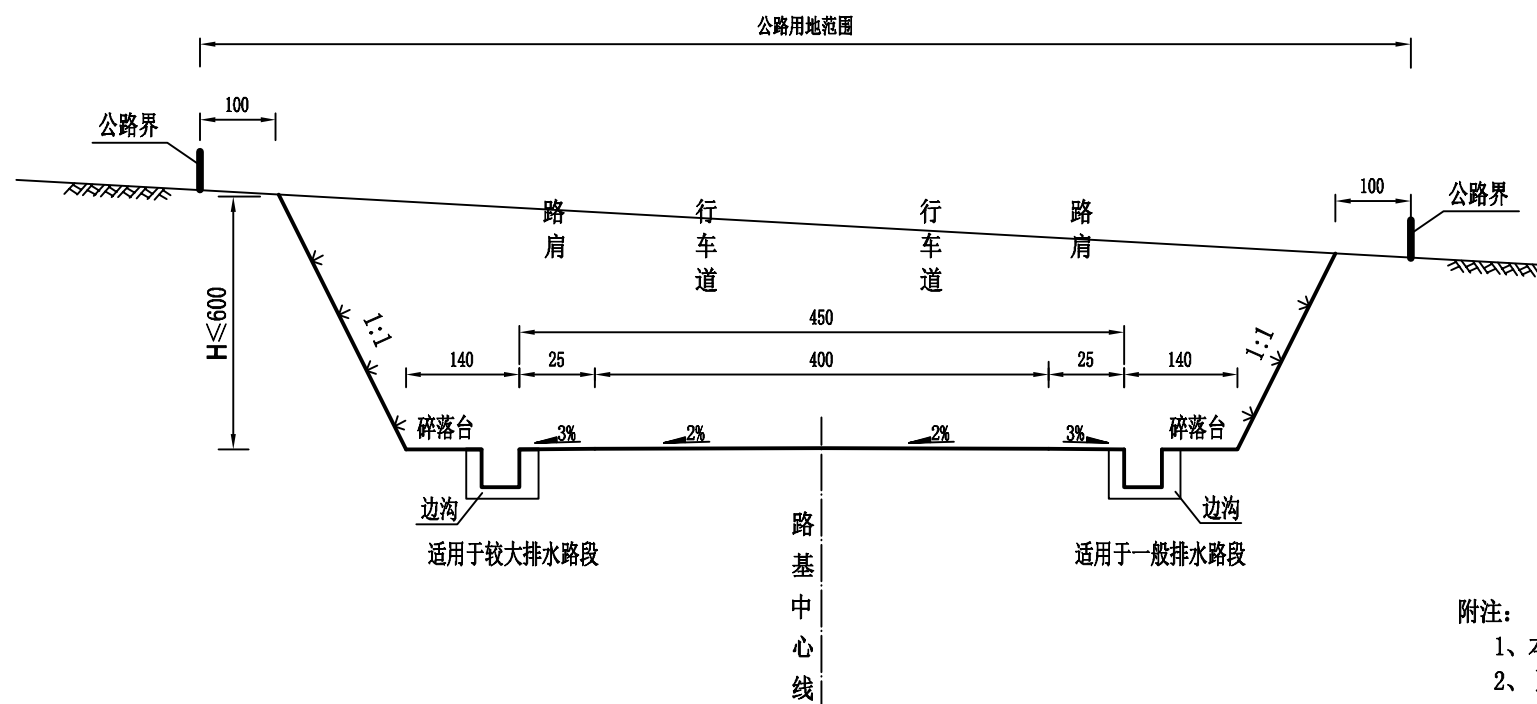 公路用地范围
100
公路界
100
公路界
路肩
行车道
行车道
路肩
H≤600
1:1
1:1
450
140
25
400
25
140
碎落台
3%
2%
2%
3%
碎落台
边沟
边沟
适用于较大排水路段
适用于一般排水路段
路基中心线
附注:
1、
2、